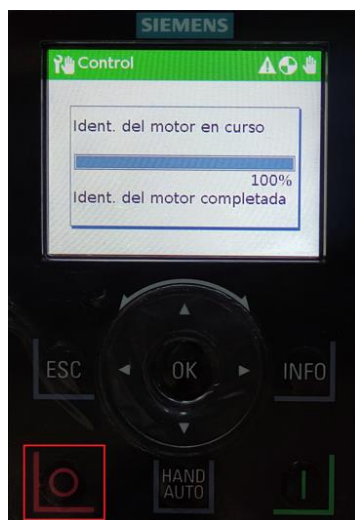 SIEMENS
Control
Ident. del motor en curso
100%
Ident. del motor completada
ESC
OK
INFO
HAND
AUTO